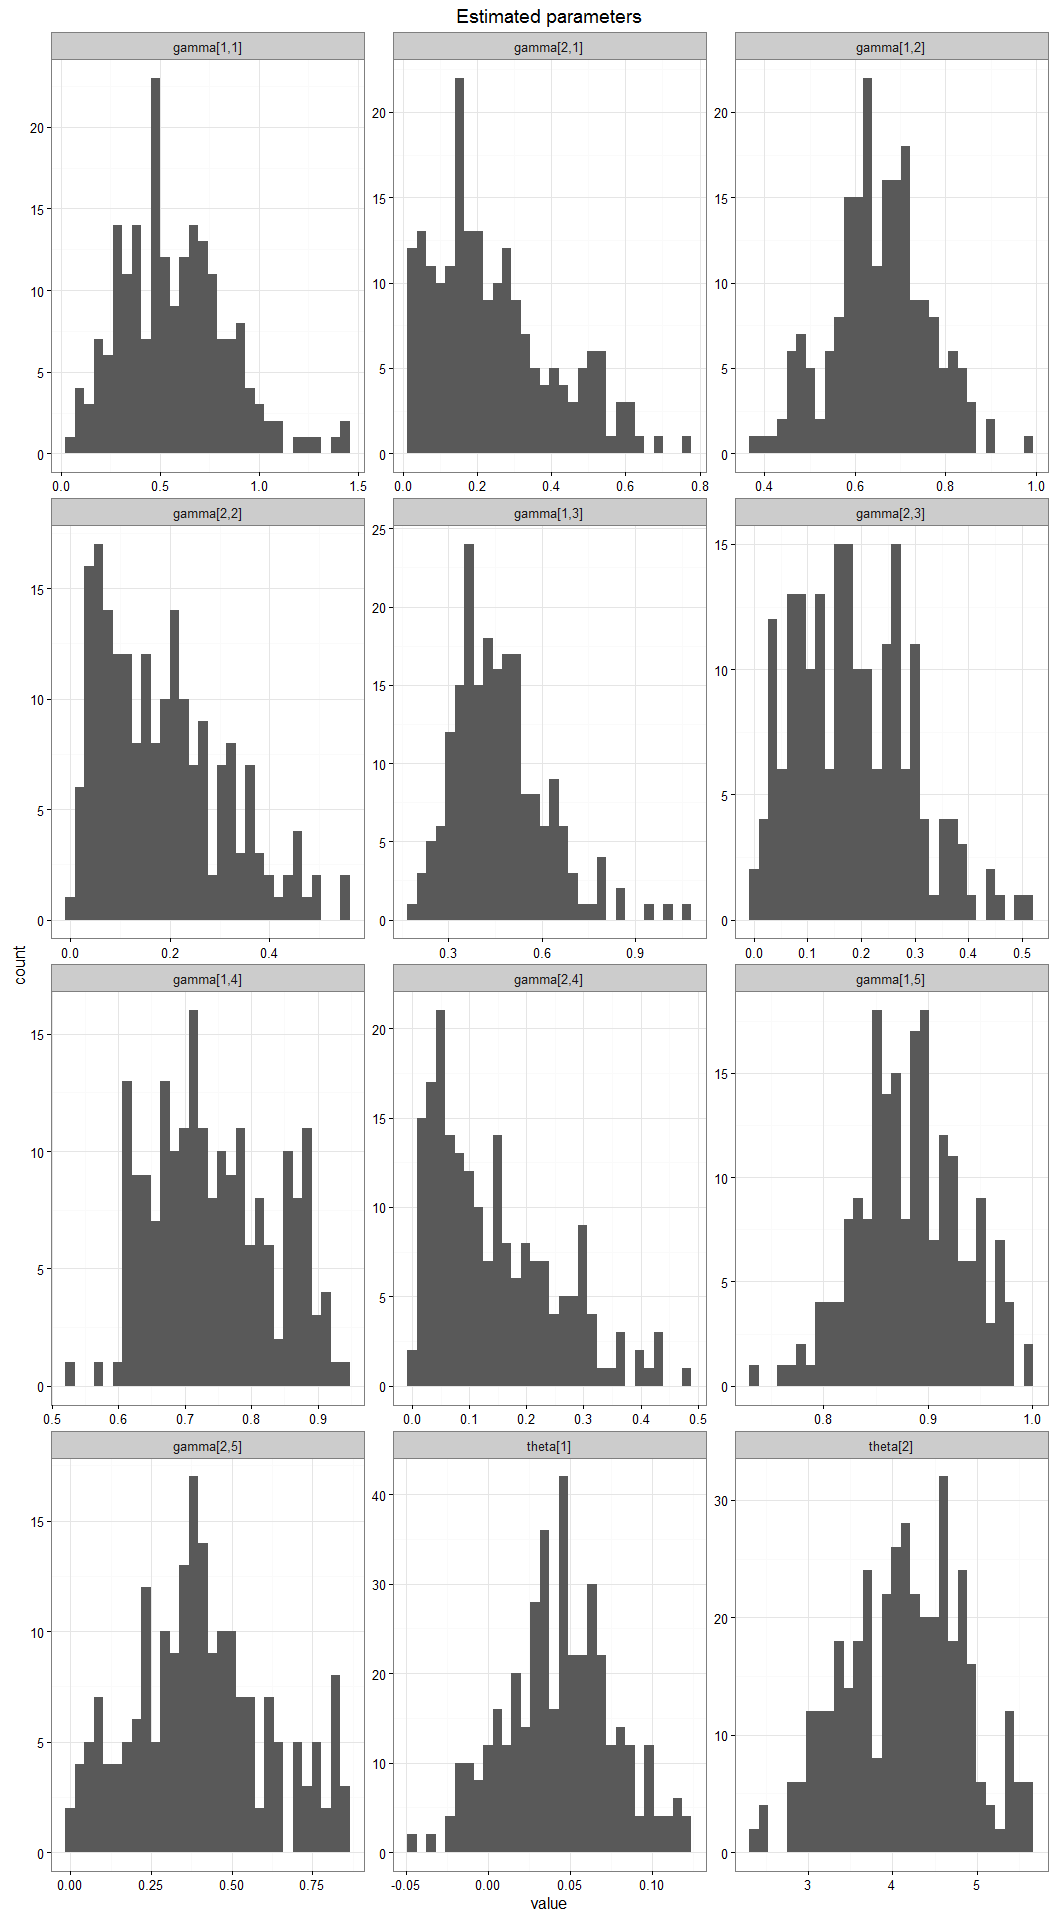 Estimated parameters
gamma[1,1] gamma[2,1] gamma[1,2]
20
15
10
5
0
20
15
10
5
0
20
15
10
5
0
0.0 0.5 1.0 1.5
0.0 0.2 0.4 0.6 0.8
0.4 0.6 0.8 1.0
gamma[2,2] gamma[1,3] gamma[2,3]
15
10
5
0
25
20
15
10
5
0
15
10
5
0
0.0 0.2 0.4
0.3 0.6 0.9
0.0 0.1 0.2 0.3 0.4 0.5
count
gamma[1,4] gamma[2,4] gamma[1,5]
15
10
5
0
20
15
10
5
0
15
10
5
0
0.5 0.6 0.7 0.8 0.9
0.0 0.1 0.2 0.3 0.4 0.5
0.8 0.9 1.0
gamma[2,5] theta[1] theta[2]
15
10
5
0
40
30
20
10
0
30
20
10
0
0.00 0.25 0.50 0.75
-0.05 0.00 0.05 0.10
3 4 5
value